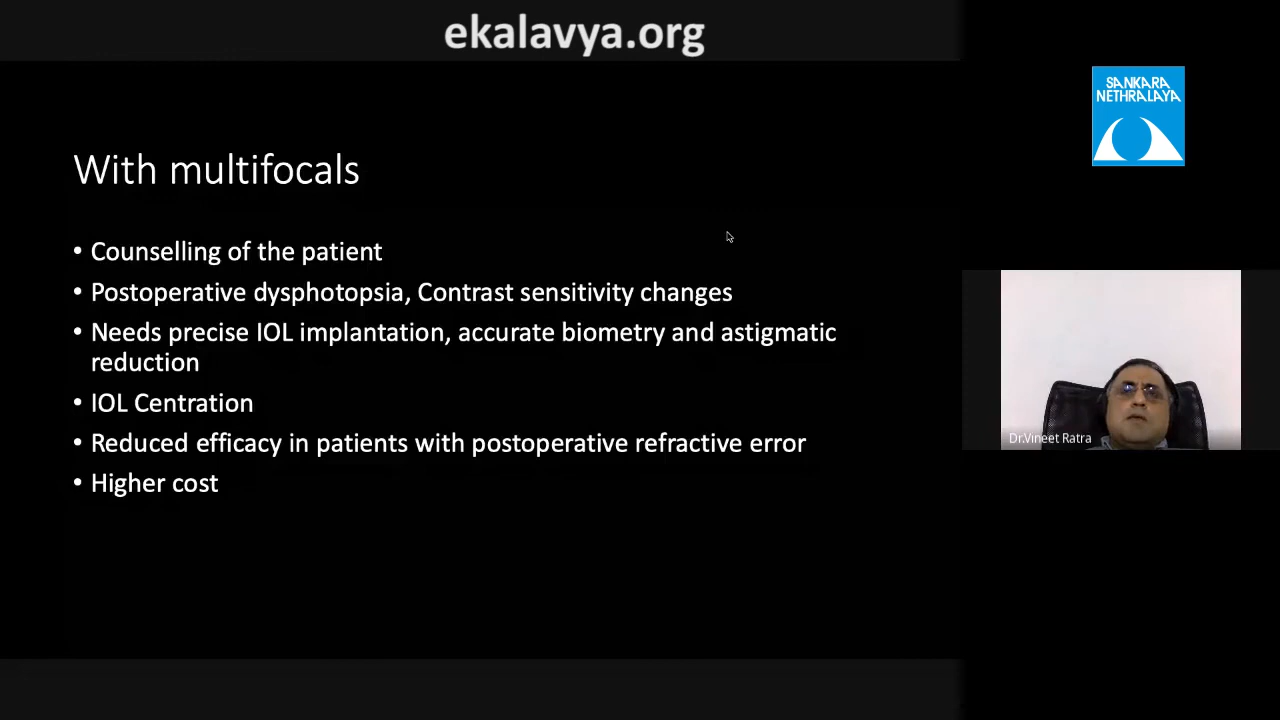 ekalavya.org
SANKARA
NETHRALAYA
With multifocals
• Counselling of the patient
• Postoperative dysphotopsia, Contrast sensitivity changes
• Needs precise IOL implantation, accurate biometry and astigmatic
reduction
• IOL Centration
• Reduced efficacy in patients with postoperative refractive error
• Higher cost
Dr.Vineet Ratra